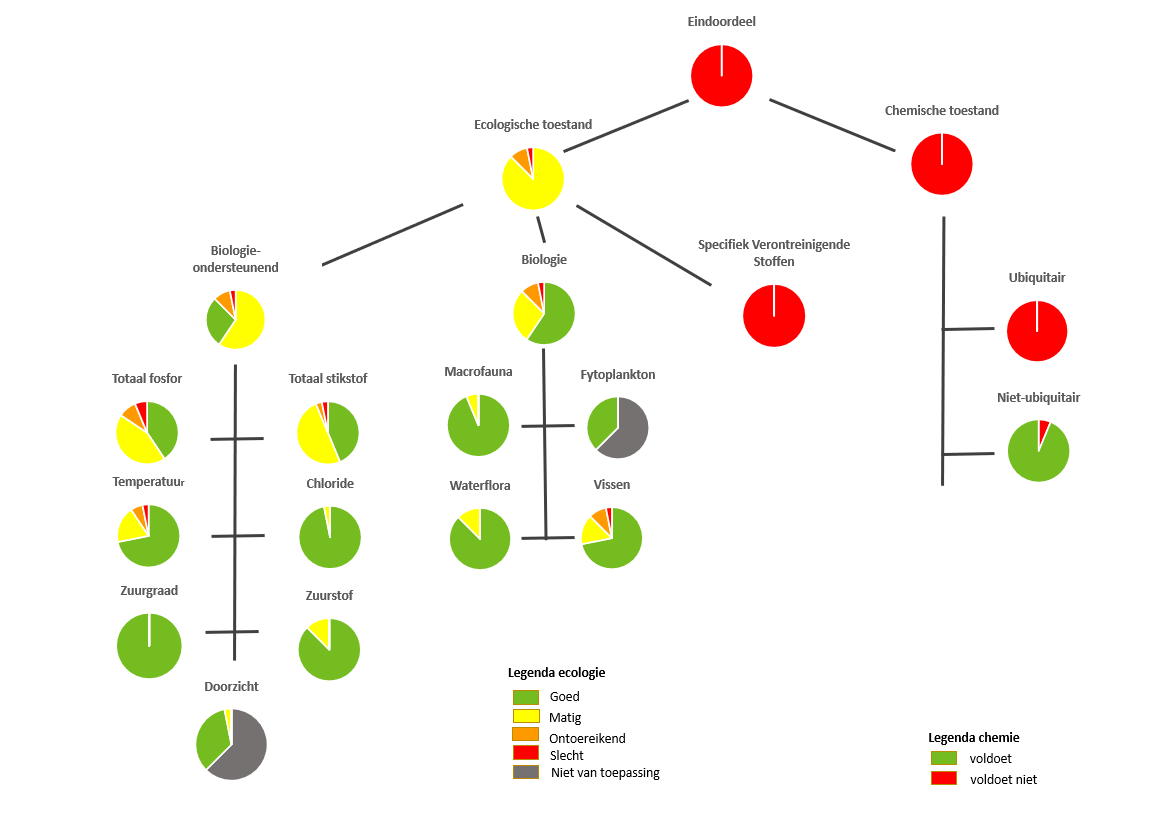 Eindoordeel
Chemische toestand
Ecologische toestand
Biologie-
ondersteunend
Biologie
Specifiek Verontreinigende
Stoffen
Ubiquitair
Totaal fosfor
Totaal stikstof
Macrofauna
Fytoplankton
Niet-ubiquitair
Temperatuur
Chloride
Waterflora
Vissen
Zuurgraad
Zuurstof
Doorzicht
Legenda ecologie
Goed
Matig
Ontoereikend
Slecht
Niet van toepassing
Legenda chemie
voldoet
voldoet niet